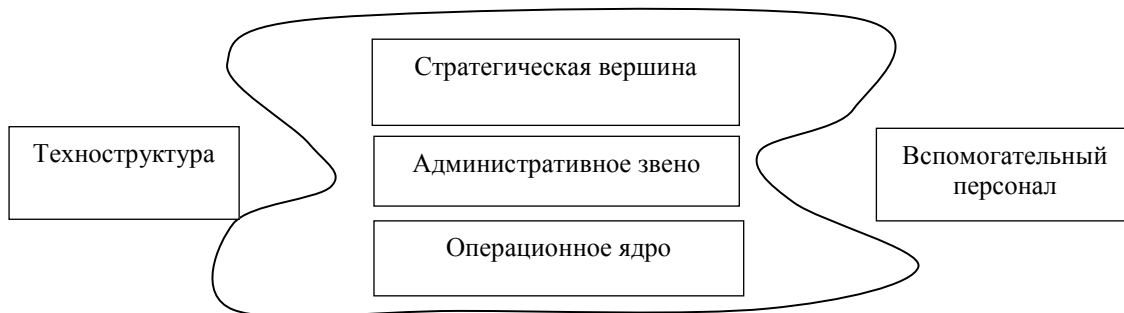 Стратегическая вершина
Техноструктура
Административное звено
Вспомогательный
персонал
Операционное ядро